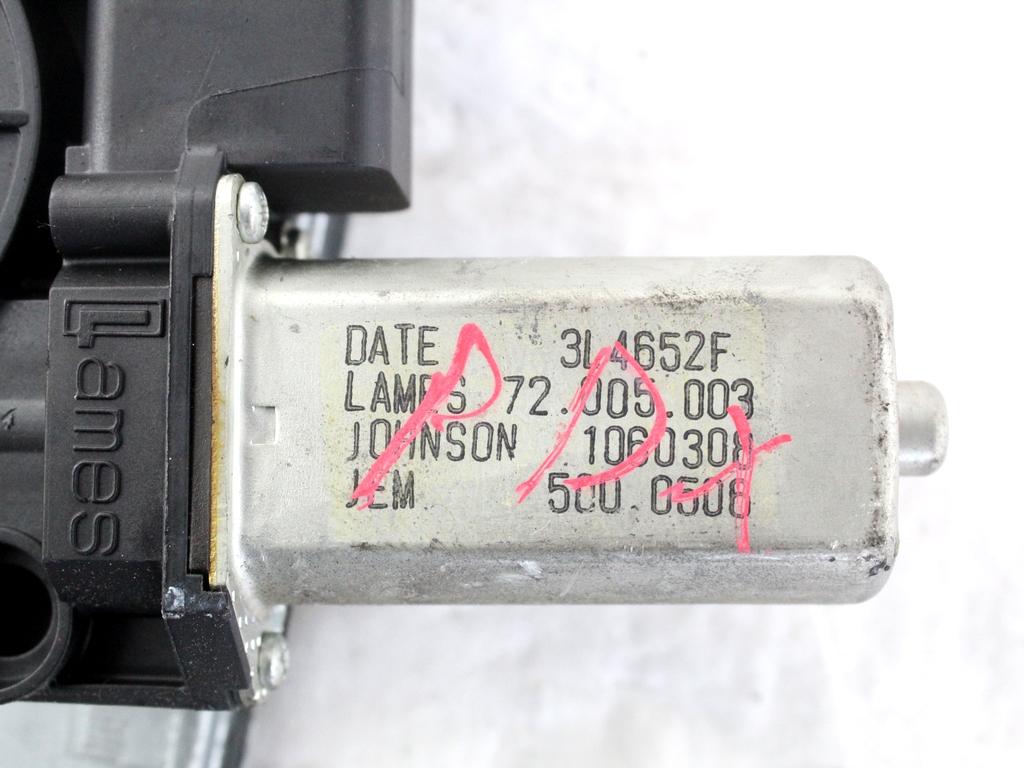 Lames
DATE 3L4652F
LAMES 72.005.003
JOHNSON 1060308
JEM 500.0508